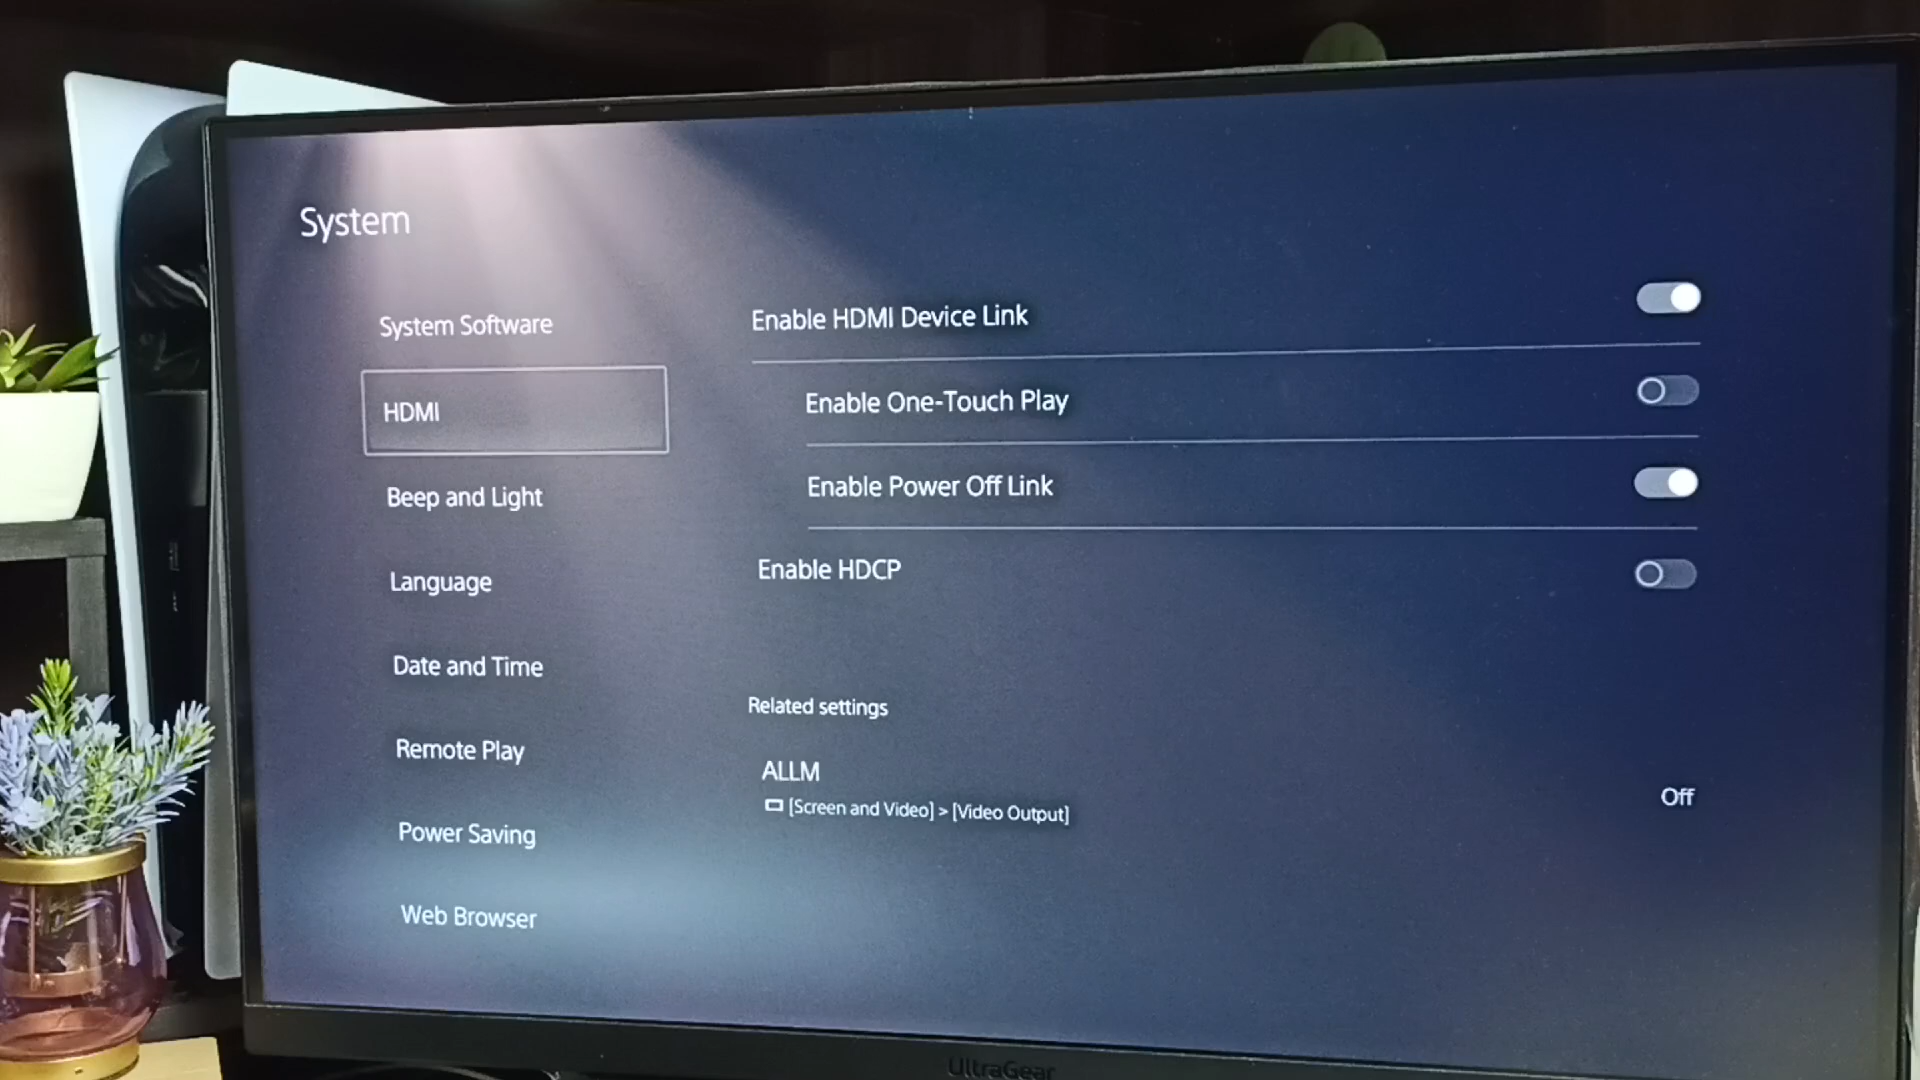 System
System Software
HDMI
Beep and Light
Language
Date and Time
Remote Play
Power Saving
Web Browser
Enable HDMI Device Link
Enable One-Touch Play
Enable Power Off Link
Enable HDCP
Related settings
ALLM
[Screen and Video] > [Video Output]
Off
UltraGear